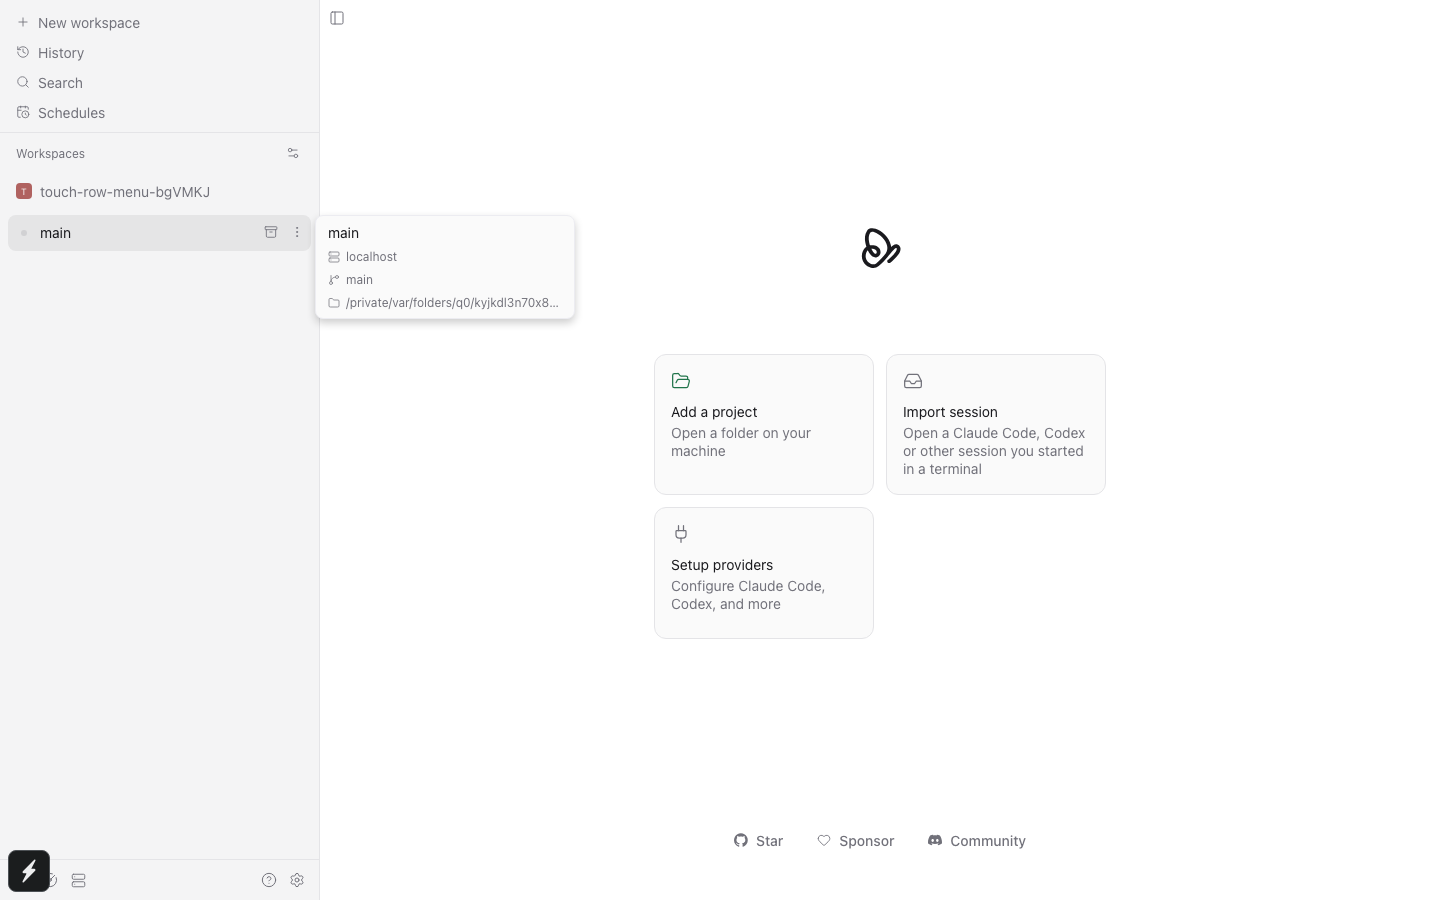 New workspace
History
Search
Schedules
Workspaces
T
touch-row-menu-bgVMKJ
main
main
localhost
main
/private/var/folders/q0/kyjkdl3n70x8...
Add a project
Open a folder on your
machine
Import session
Open a Claude Code, Codex
or other session you started
in a terminal
Setup providers
Configure Claude Code,
Codex, and more
Star
Sponsor
Community